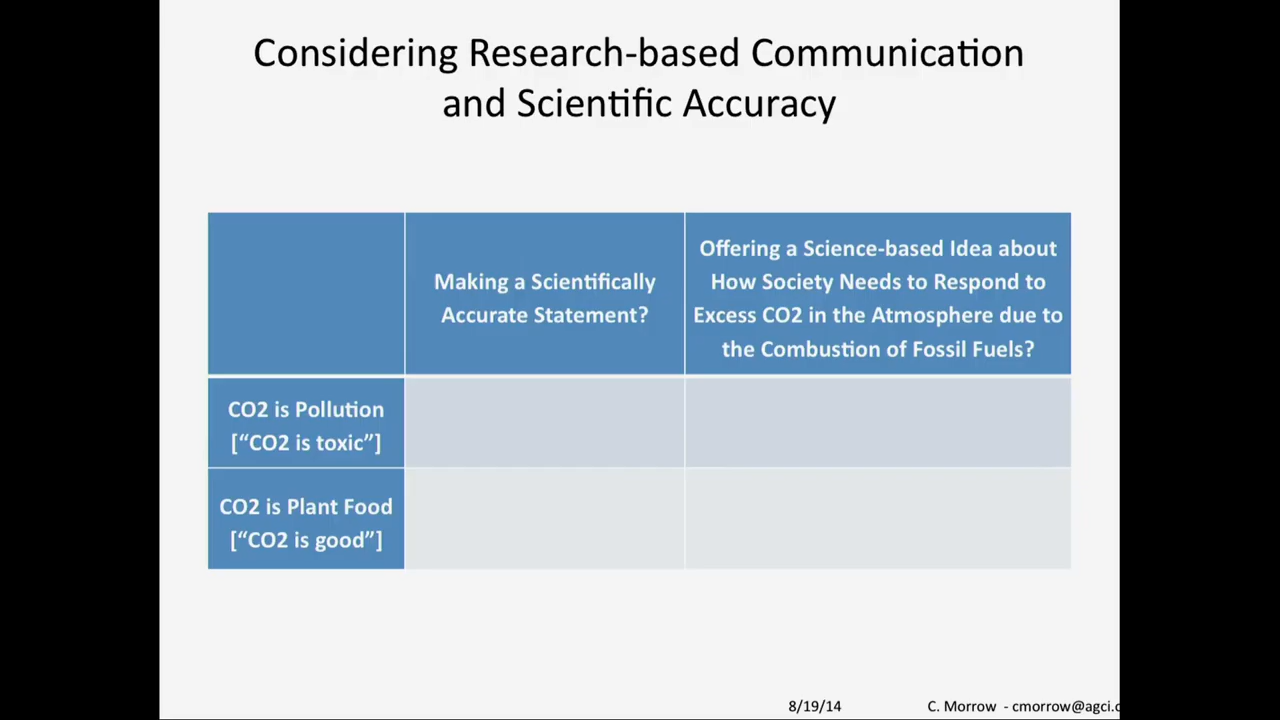 Considering Research-based Communication
and Scientific Accuracy
Making a Scientifically
Accurate Statement?
Offering a Science-based Idea about
How Society Needs to Respond to
Excess CO2 in the Atmosphere due to
the Combustion of Fossil Fuels?
CO2 is Pollution
[“CO2 is toxic”]
CO2 is Plant Food
[“CO2 is good”]
8/19/14
C. Morrow - cmorrow@agci.